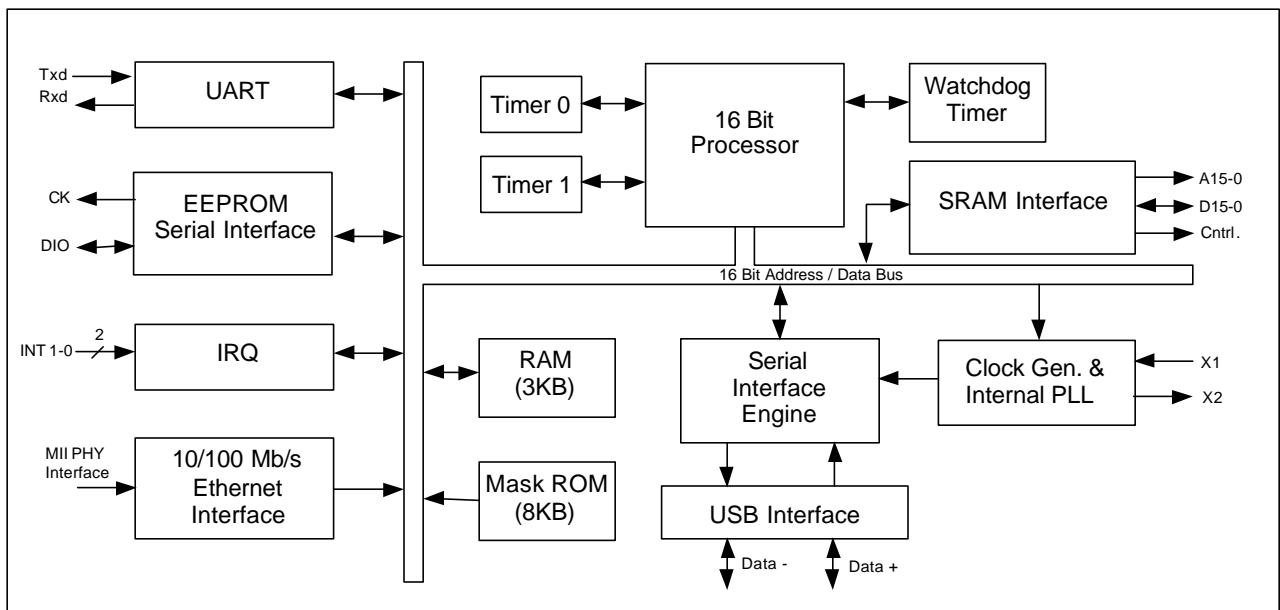 Txd
Rxd
UART
CK
DIO
EEPROM
Serial Interface
INT 1-0
2
IRQ
MII PHY
Interface
10/100 Mb/s
Ethernet
Interface
Timer 0
Timer 1
16 Bit
Processor
Watchdog
Timer
SRAM Interface
A15-0
D15-0
Cntrl.
16 Bit Address / Data Bus
RAM
(3KB)
Mask ROM
(8KB)
Serial
Interface
Engine
Clock Gen. &
Internal PLL
X1
X2
USB Interface
Data -
Data +